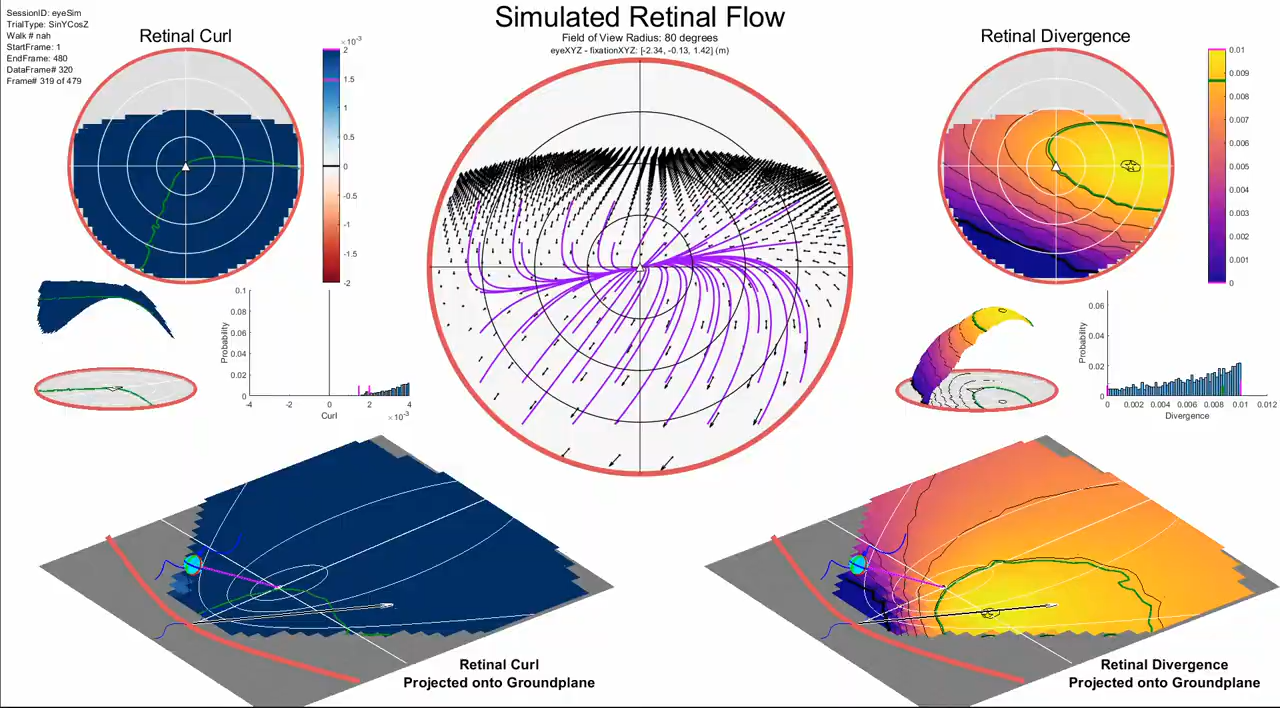 SessionID: eyeSim
TrialType: SinYCosZ
Walk # nah
StartFrame: 1
EndFrame: 480
DataFrame# 320
Frame# 319 of 479
Simulated Retinal Flow
Field of View Radius: 80 degrees
eyeXYZ - fixationXYZ: [-2.34, -0.13, 1.42] (m)
Retinal Curl
×10⁻³
2
1.5
1
0.5
0
-0.5
-1
-1.5
-2
Retinal Divergence
0.01
0.009
0.008
0.007
0.006
0.005
0.004
0.003
0.002
0.001
0
Probability
0.1
0.08
0.06
0.04
0.02
0
-4
-2
0
2
4
Curl
×10⁻³
Probability
0.06
0.04
0.02
0
0
0.002
0.004
0.006
0.008
0.010
0.012
Divergence
Retinal Curl
Projected onto Groundplane
Retinal Divergence
Projected onto Groundplane